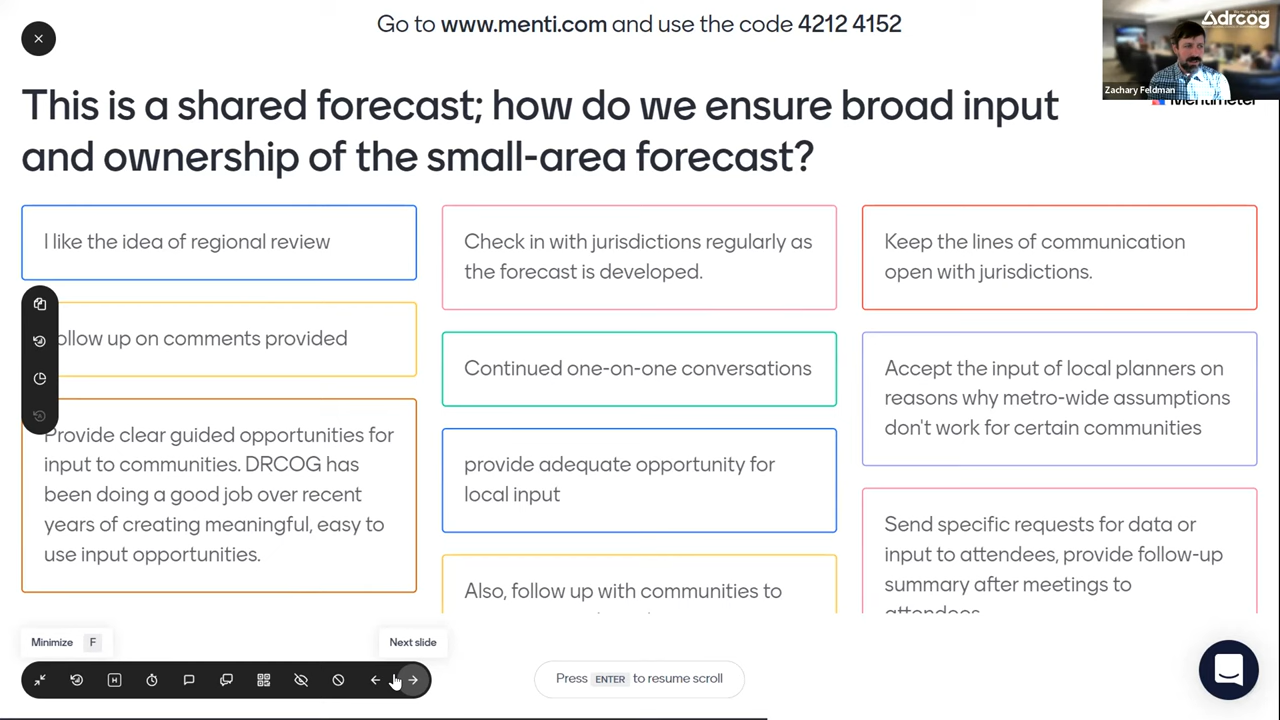 Go to www.menti.com and use the code 4212 4152
drcog
Zachary Feldman
Mentimeter
This is a shared forecast; how do we ensure broad input
and ownership of the small-area forecast?
I like the idea of regional review
ollow up on comments provided
Provide clear guided opportunities for
input to communities. DRCOG has
been doing a good job over recent
years of creating meaningful, easy to
use input opportunities.
Check in with jurisdictions regularly as
the forecast is developed.
Continued one-on-one conversations
provide adequate opportunity for
local input
Also, follow up with communities to
Keep the lines of communication
open with jurisdictions.
Accept the input of local planners on
reasons why metro-wide assumptions
don't work for certain communities
Send specific requests for data or
input to attendees, provide follow-up
summary after meetings to
attendees
Minimize F
Next slide
H
Press ENTER to resume scroll